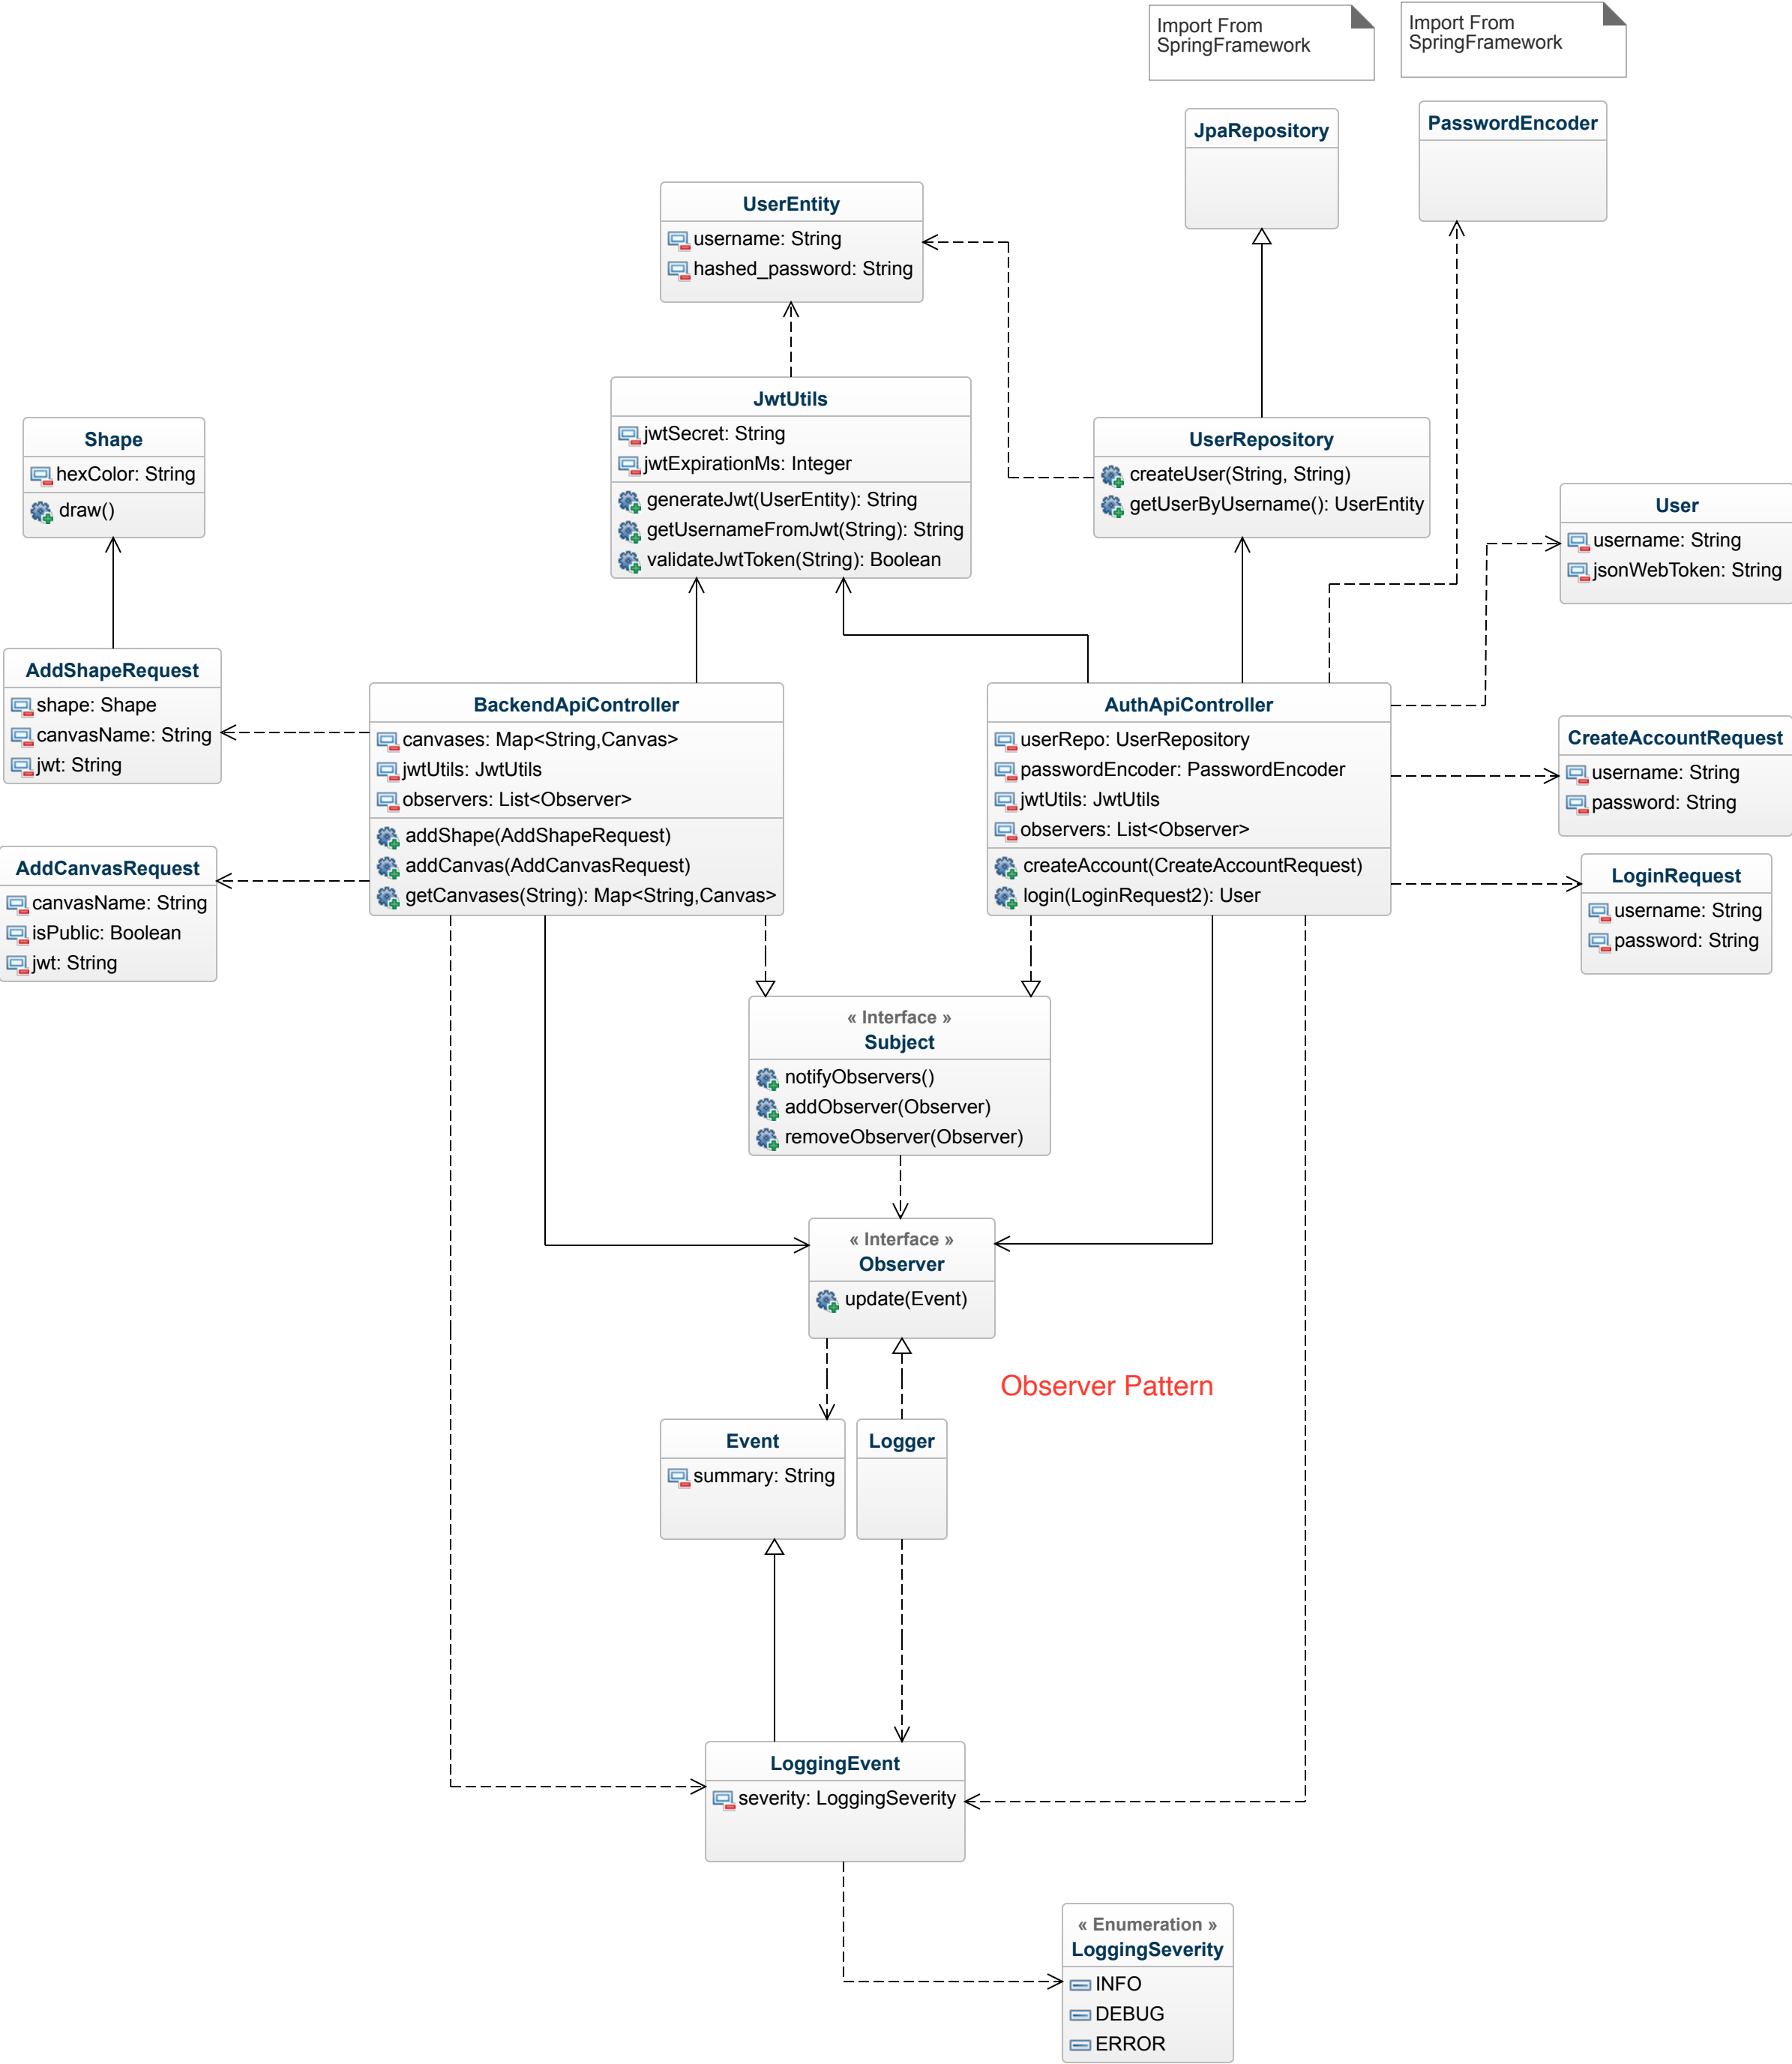 Import From
SpringFramework
Import From
SpringFramework
JpaRepository
PasswordEncoder
UserEntity
username: String
hashed_password: String
JwtUtils
jwtSecret: String
jwtExpirationMs: Integer
generateJwt(UserEntity): String
getUsernameFromJwt(String): String
validateJwtToken(String): Boolean
Shape
hexColor: String
draw()
UserRepository
createUser(String, String)
getUserByUsername(): UserEntity
User
username: String
jsonWebToken: String
AddShapeRequest
shape: Shape
canvasName: String
jwt: String
BackendApiController
canvases: Map<String,Canvas>
jwtUtils: JwtUtils
observers: List<Observer>
addShape(AddShapeRequest)
addCanvas(AddCanvasRequest)
getCanvases(String): Map<String,Canvas>
AuthApiController
userRepo: UserRepository
passwordEncoder: PasswordEncoder
jwtUtils: JwtUtils
observers: List<Observer>
createAccount(CreateAccountRequest)
login(LoginRequest2): User
CreateAccountRequest
username: String
password: String
AddCanvasRequest
canvasName: String
isPublic: Boolean
jwt: String
LoginRequest
username: String
password: String
« Interface »
Subject
notifyObservers()
addObserver(Observer)
removeObserver(Observer)
« Interface »
Observer
update(Event)
Observer Pattern
Event
summary: String
Logger
LoggingEvent
severity: LoggingSeverity
« Enumeration »
LoggingSeverity
INFO
DEBUG
ERROR